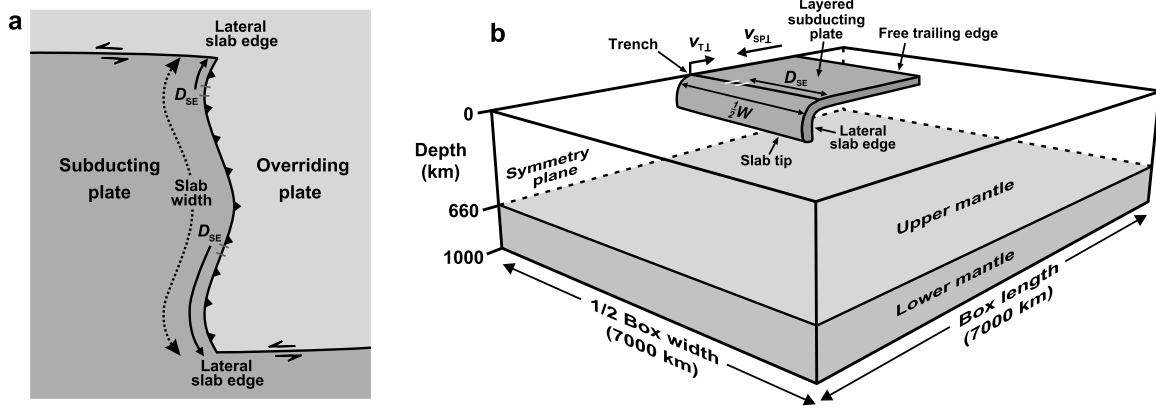 a
Lateral
slab edge
D_SE
Subducting
plate
Overriding
plate
Slab
width
D_SE
Lateral
slab edge
b
Layered
subducting
plate
Trench
v_T⊥
v_SP⊥
Free trailing edge
D_SE
½W
Lateral
slab edge
Slab tip
0
Depth
(km)
Symmetry
plane
660
1000
Upper mantle
Lower mantle
1/2 Box width
(7000 km)
Box length
(7000 km)